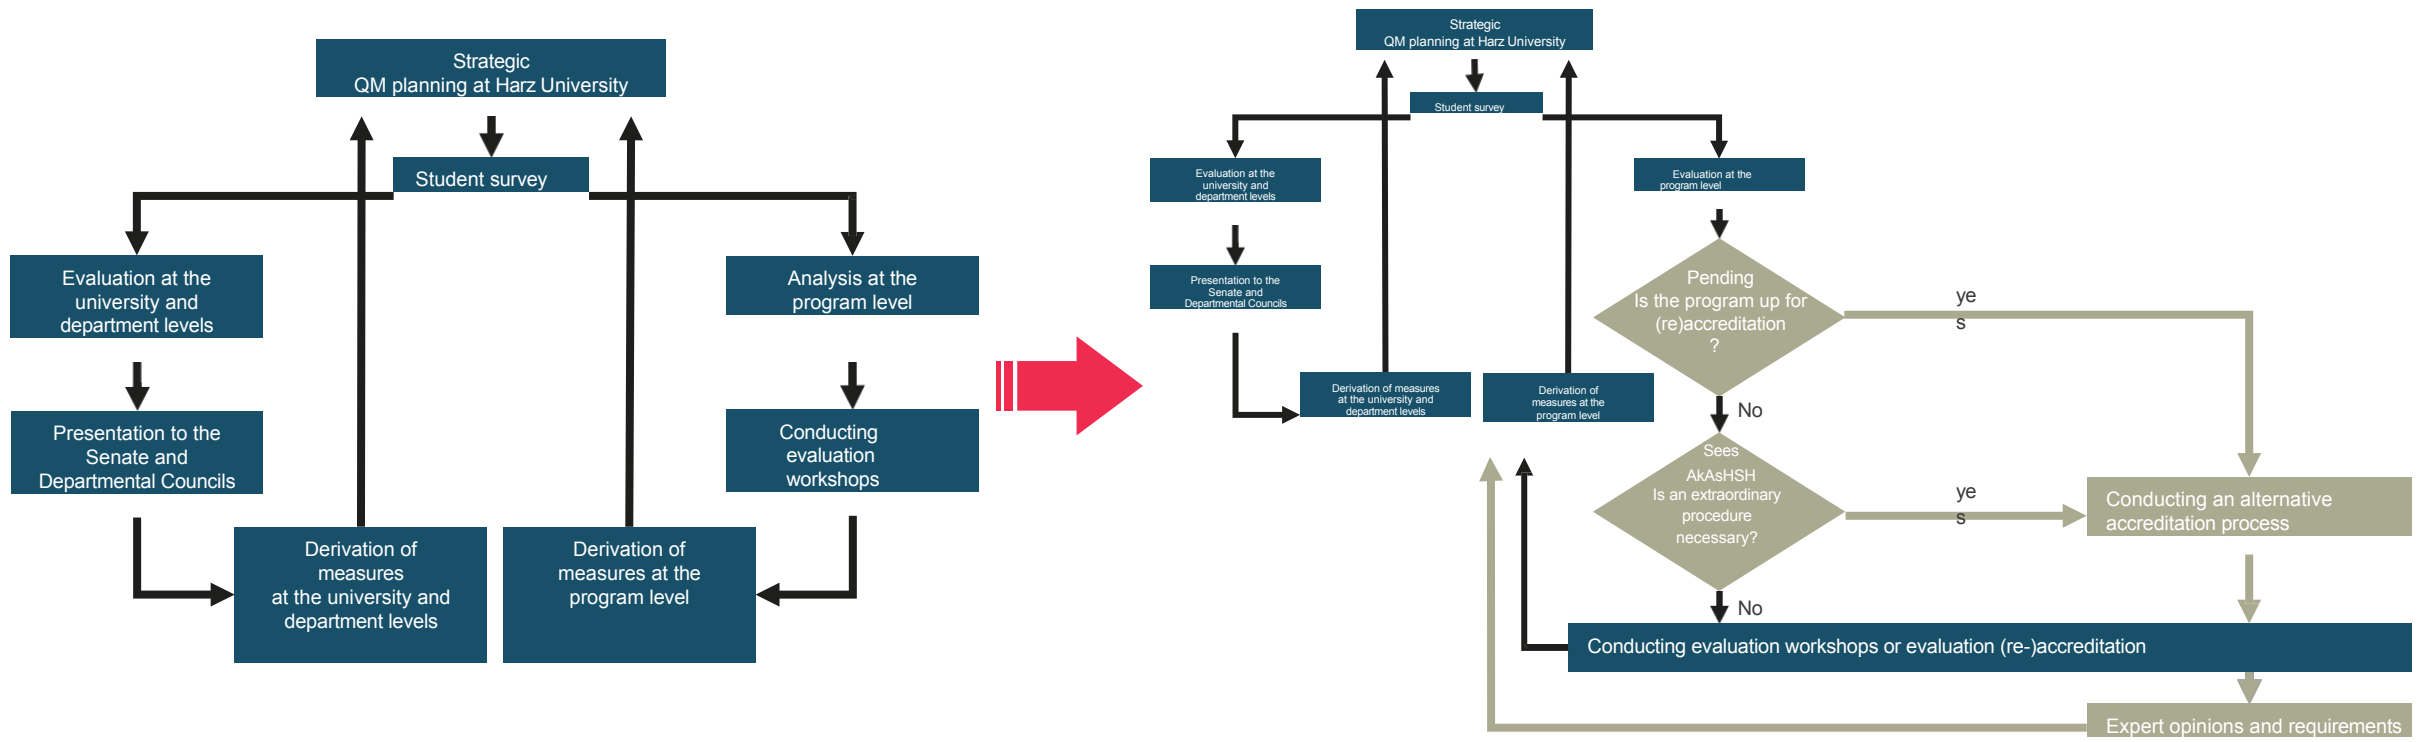 Strategic
QM planning at Harz University
Student survey
Evaluation at the
university and
department levels
Analysis at the
program level
Presentation to the
Senate and
Departmental Councils
Conducting
evaluation
workshops
Derivation of
measures
at the university and
department levels
Derivation of
measures at the
program level
Strategic
QM planning at Harz University
Student survey
Evaluation at the
university and
department levels
Evaluation at the
program level
Presentation to the
Senate and
Departmental Councils
Pending
Is the program up for
(re)accreditation
?
ye
s
Derivation of measures
at the university and
department levels
Derivation of
measures at the
program level
No
Sees
AkAsHSH
Is an extraordinary
procedure
necessary?
ye
s
Conducting an alternative
accreditation process
No
Conducting evaluation workshops or evaluation (re-)accreditation
Expert opinions and requirements